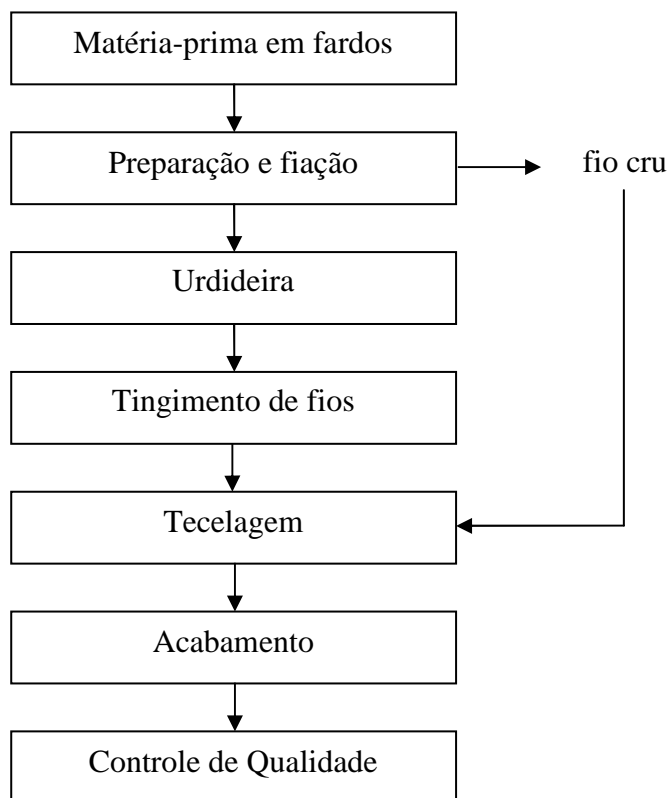 Matéria-prima em fardos
Preparação e fiação
fio cru
Urdideira
Tingimento de fios
Tecelagem
Acabamento
Controle de Qualidade